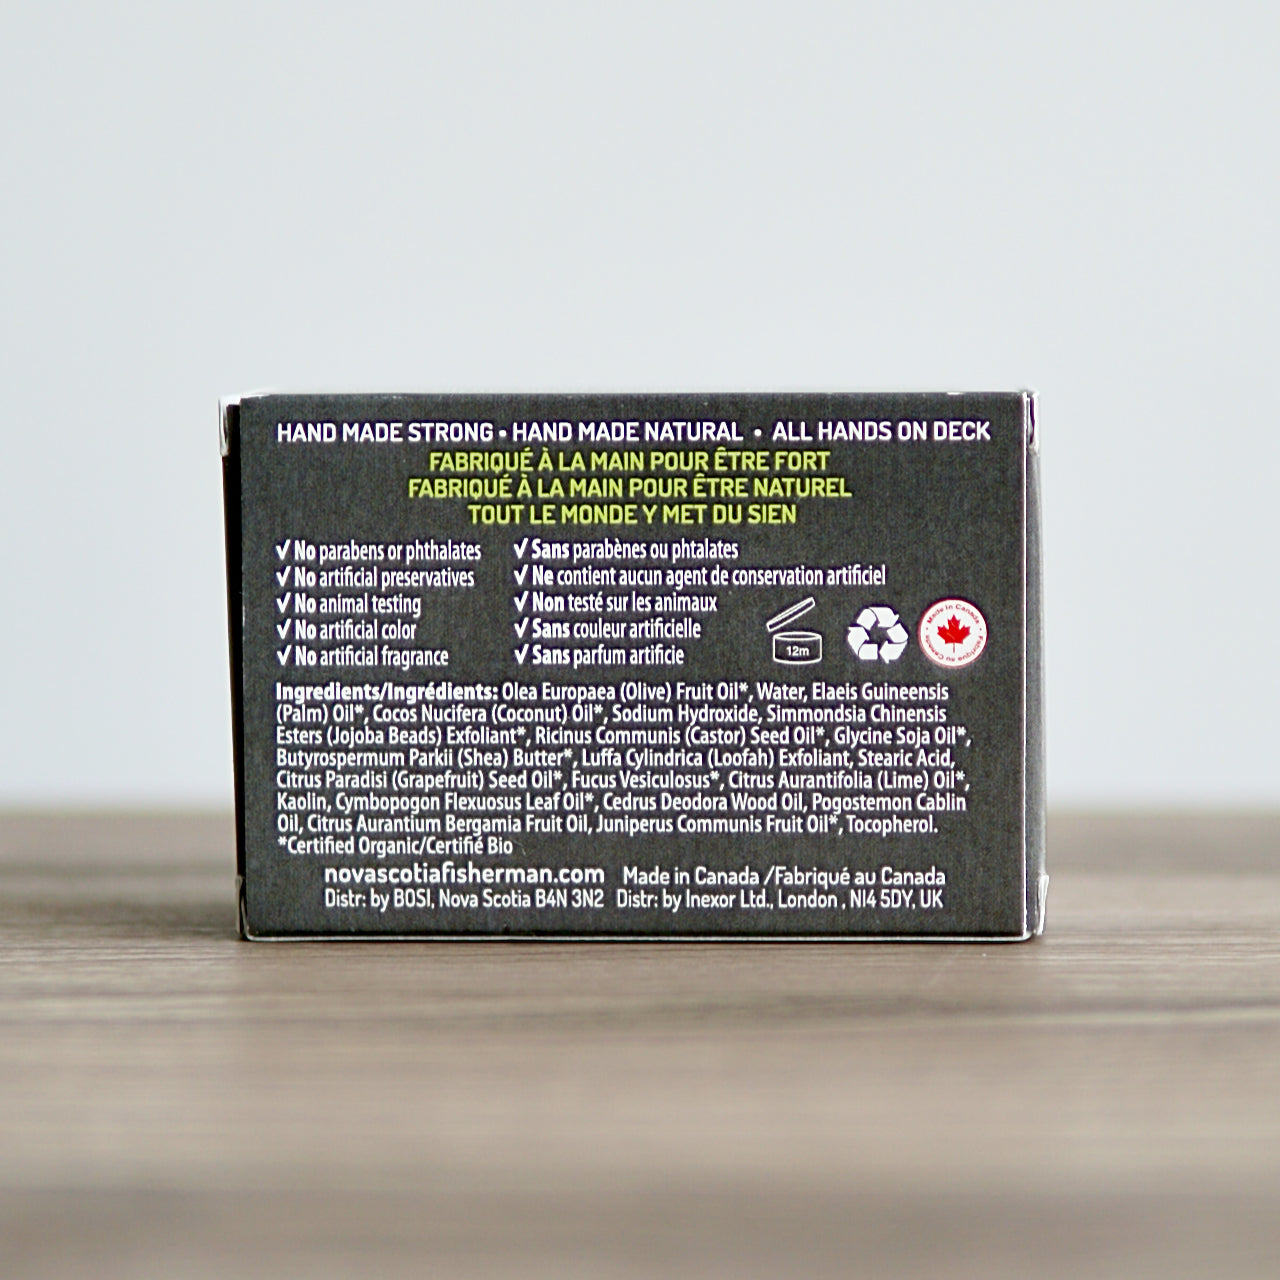 HAND MADE STRONG • HAND MADE NATURAL • ALL HANDS ON DECK
FABRIQUÉ À LA MAIN POUR ÊTRE FORT
FABRIQUÉ À LA MAIN POUR ÊTRE NATUREL
TOUT LE MONDE Y MET DU SIEN
✓ No parabens or phthalates
✓ No artificial preservatives
✓ No animal testing
✓ No artificial color
✓ No artificial fragrance
✓ Sans parabènes ou phtalates
✓ Ne contient aucun agent de conservation artificiel
✓ Non testé sur les animaux
✓ Sans couleur artificielle
✓ Sans parfum artificie
12m
Made in Canada •
Fabriqué au Canada •
Ingredients/Ingrédients: Olea Europaea (Olive) Fruit Oil*, Water, Elaeis Guineensis
(Palm) Oil*, Cocos Nucifera (Coconut) Oil*, Sodium Hydroxide, Simmondsia Chinensis
Esters (Jojoba Beads) Exfoliant*, Ricinus Communis (Castor) Seed Oil*, Glycine Soja Oil*,
Butyrospermum Parkii (Shea) Butter*, Luffa Cylindrica (Loofah) Exfoliant, Stearic Acid,
Citrus Paradisi (Grapefruit) Seed Oil*, Fucus Vesiculosus*, Citrus Aurantifolia (Lime) Oil*,
Kaolin, Cymbopogon Flexuosus Leaf Oil*, Cedrus Deodora Wood Oil, Pogostemon Cablin
Oil, Citrus Aurantium Bergamia Fruit Oil, Juniperus Communis Fruit Oil*, Tocopherol.
*Certified Organic/Certifié Bio
novascotiafisherman.com Made in Canada /Fabriqué au Canada
Distr: by BOSI, Nova Scotia B4N 3N2 Distr: by Inexor Ltd., London , NI4 5DY, UK